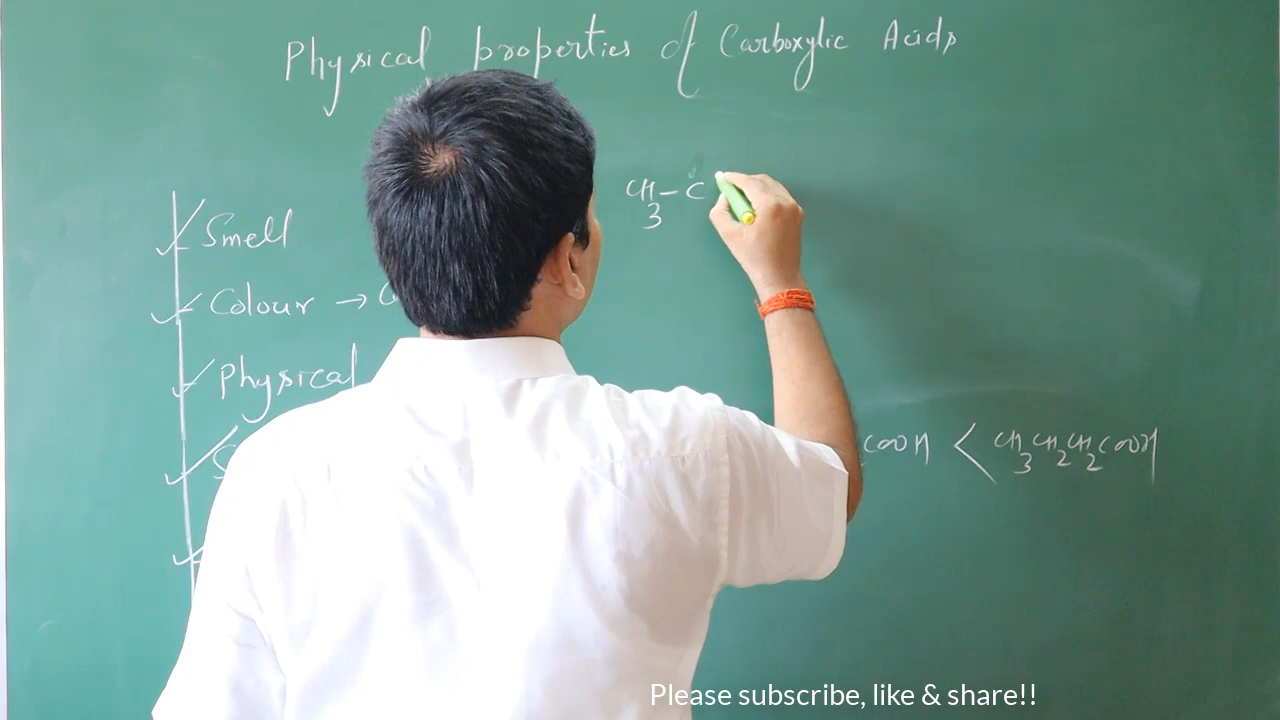 Physical properties of Carboxylic Acids
CH3-C
Smell
Colour →
Physical
COOH < CH3CH2CH2COOH
Please subscribe, like & share!!